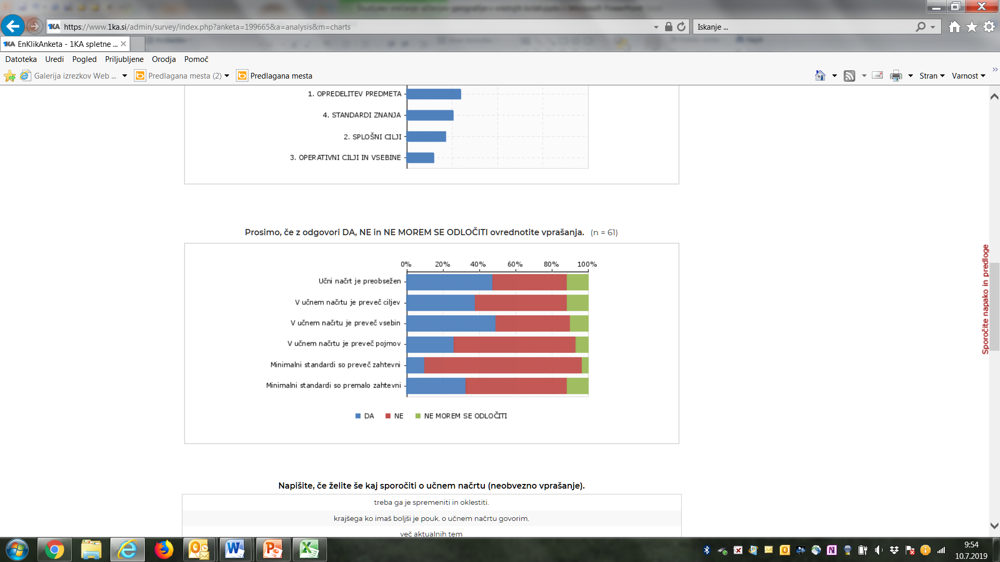 https://www.1ka.si/admin/survey/index.php?anketa=199665&a=analysis&m=charts
Iskanje ...
1KA EnKlikAnketa - 1KA spletne ...
Datoteka Uredi Pogled Priljubljene Orodja Pomoč
Galerija izrezkov Web ... Predlagana mesta (2) Predlagana mesta
Stran Varnost
1. OPREDELITEV PREDMETA
4. STANDARDI ZNANJA
2. SPLOŠNI CILJI
3. OPERATIVNI CILJI IN VSEBINE
Prosimo, če z odgovori DA, NE in NE MOREM SE ODLOČITI ovrednotite vprašanja. (n = 61)
0% 20% 40% 60% 80% 100%
Učni načrt je preobsežen
V učnem načrtu je preveč ciljev
V učnem načrtu je preveč vsebin
V učnem načrtu je preveč pojmov
Minimalni standardi so preveč zahtevni
Minimalni standardi so premalo zahtevni
DA NE NE MOREM SE ODLOČITI
Sporočite napako in predloge
Napišite, če želite še kaj sporočiti o učnem načrtu (neobvezno vprašanje).
treba ga je spremeniti in oklestiti.
krajšega ko imaš boljši je pouk. o učnem načrtu govorim.
več aktualnih tem
9:54
10.7.2019